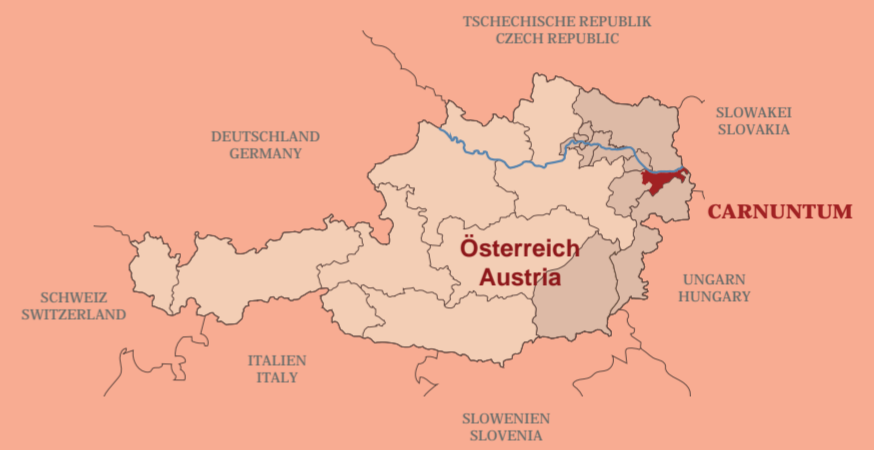 TSCHECHISCHE REPUBLIK
CZECH REPUBLIC
SLOWAKEI
SLOVAKIA
DEUTSCHLAND
GERMANY
CARNUNTUM
Österreich
Austria
UNGARN
HUNGARY
SCHWEIZ
SWITZERLAND
ITALIEN
ITALY
SLOWENIEN
SLOVENIA